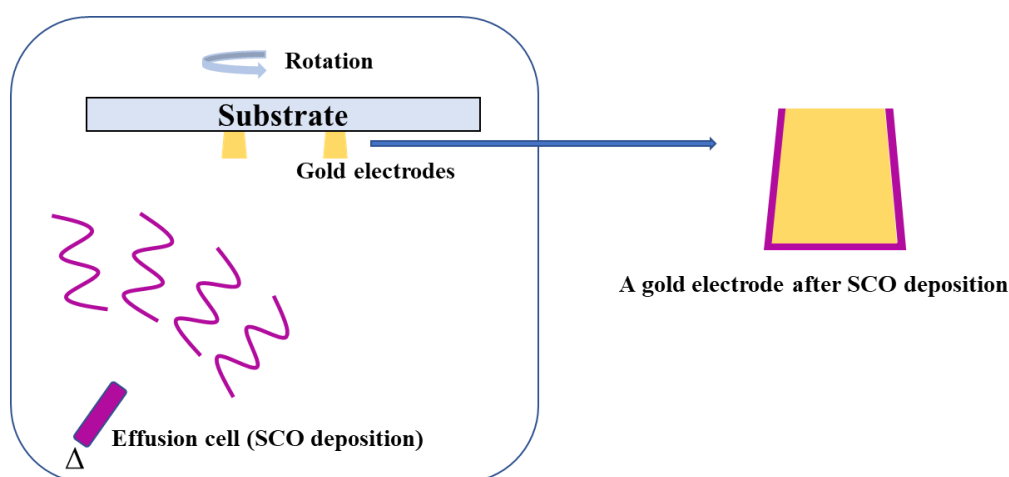 Rotation
Substrate
Gold electrodes
A gold electrode after SCO deposition
Effusion cell (SCO deposition)
Δ